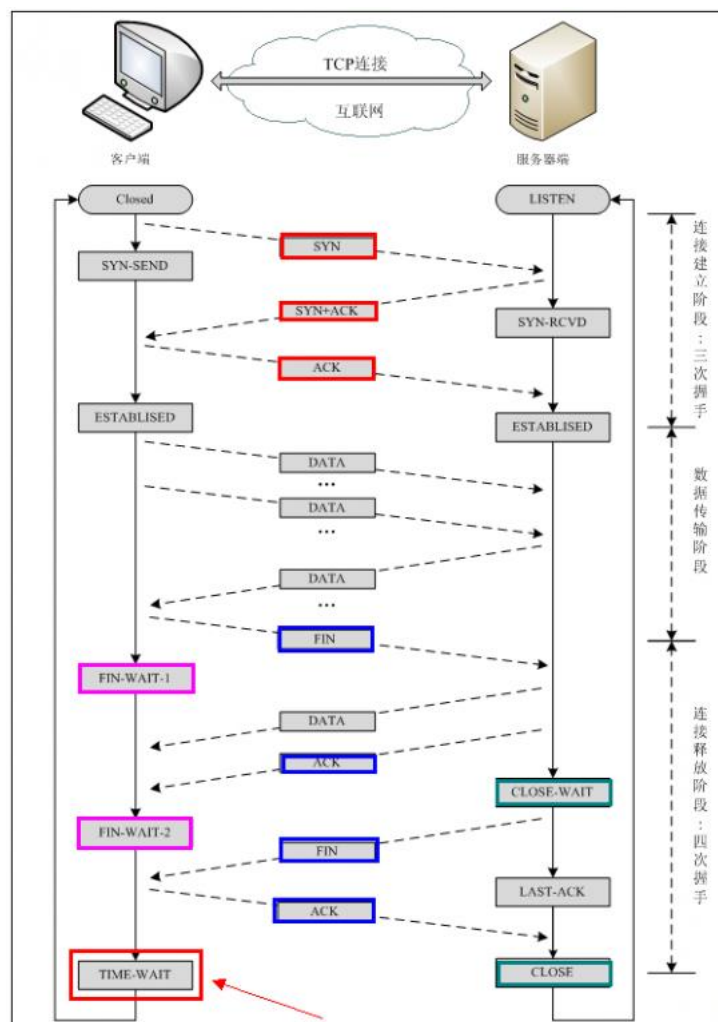 TCP连接
互联网
客户端
服务器端
Closed
LISTEN
SYN
SYN-SEND
SYN+ACK
SYN-RCVD
ACK
ESTABLISED
ESTABLISED
连接建立阶段：三次握手
DATA
...
DATA
...
DATA
...
数据传输阶段
FIN
FIN-WAIT-1
DATA
ACK
CLOSE-WAIT
FIN-WAIT-2
FIN
LAST-ACK
ACK
TIME-WAIT
CLOSE
连接释放阶段：四次握手